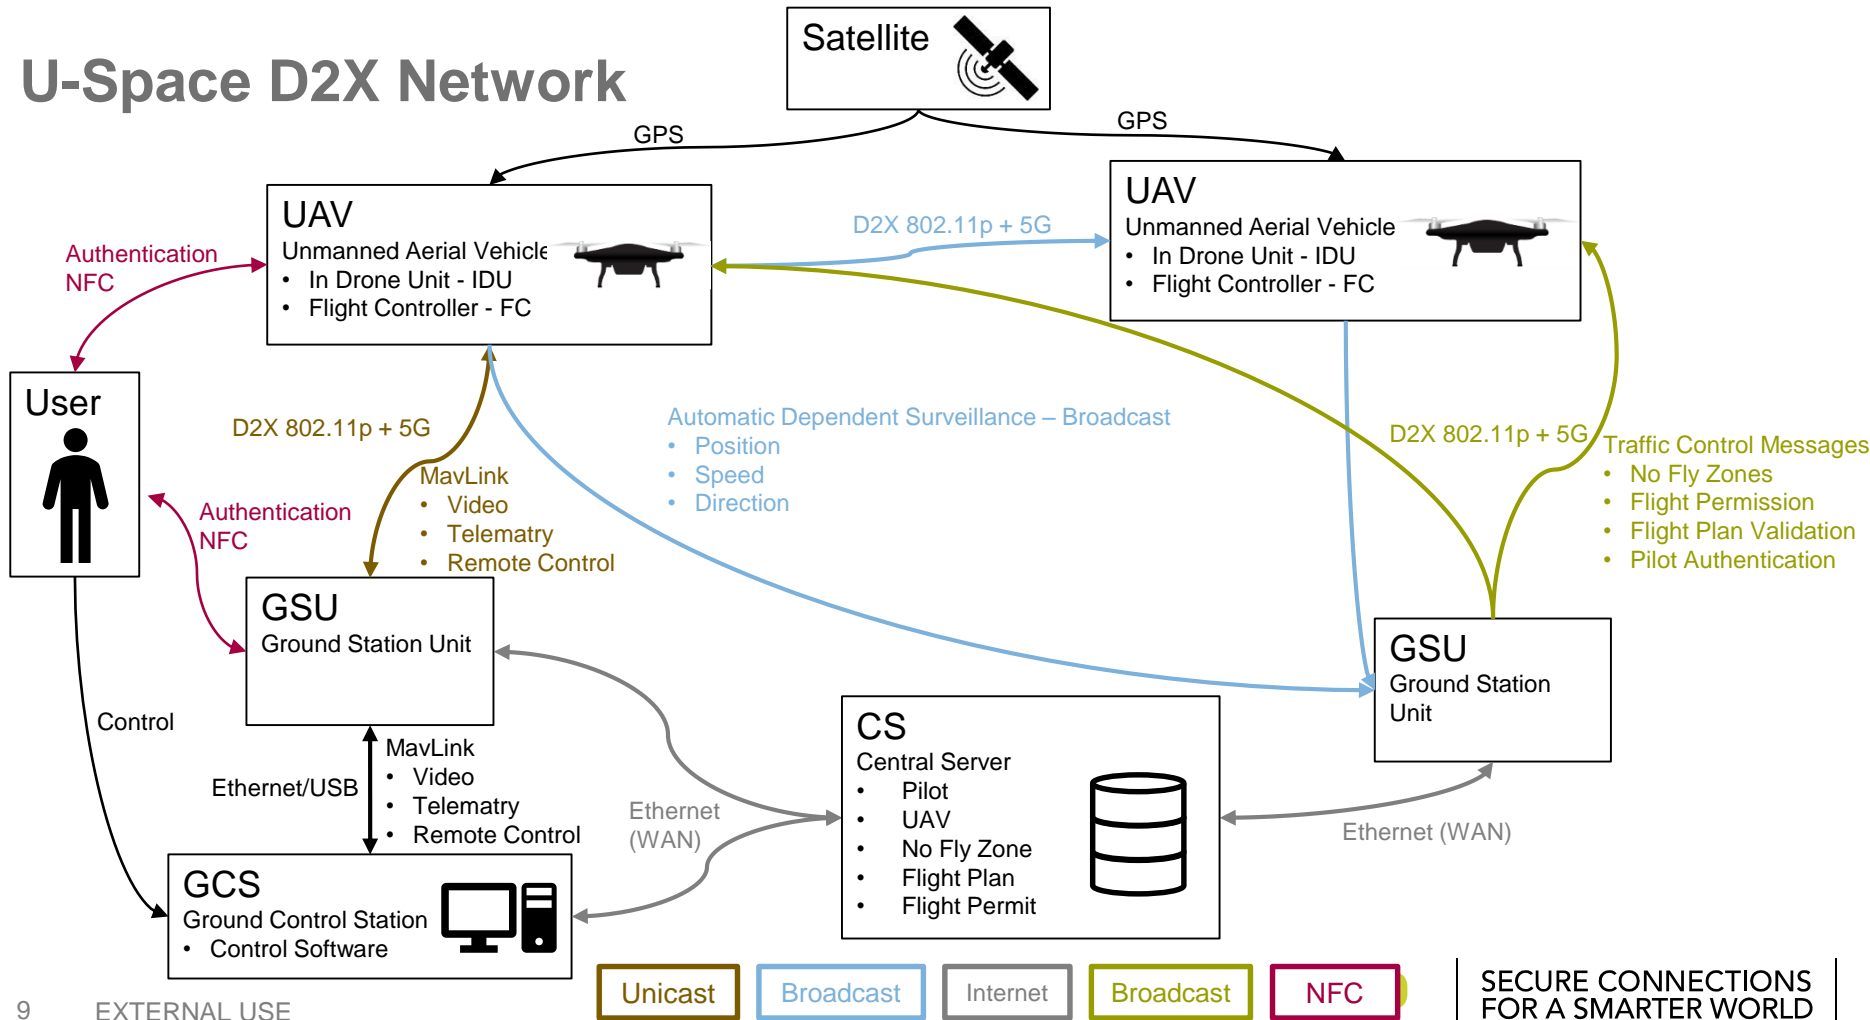 U-Space D2X Network
Satellite
GPS
GPS
UAV
Unmanned Aerial Vehicle
• In Drone Unit - IDU
• Flight Controller - FC
UAV
Unmanned Aerial Vehicle
• In Drone Unit - IDU
• Flight Controller - FC
D2X 802.11p + 5G
Authentication
NFC
User
D2X 802.11p + 5G
MavLink
• Video
• Telematry
• Remote Control
Automatic Dependent Surveillance – Broadcast
• Position
• Speed
• Direction
D2X 802.11p + 5G
Traffic Control Messages
• No Fly Zones
• Flight Permission
• Flight Plan Validation
• Pilot Authentication
Authentication
NFC
GSU
Ground Station Unit
GSU
Ground Station
Unit
Control
Ethernet/USB
MavLink
• Video
• Telematry
• Remote Control
Ethernet
(WAN)
CS
Central Server
• Pilot
• UAV
• No Fly Zone
• Flight Plan
• Flight Permit
Ethernet (WAN)
GCS
Ground Control Station
• Control Software
Unicast
Broadcast
Internet
Broadcast
NFC
SECURE CONNECTIONS
FOR A SMARTER WORLD
9
EXTERNAL USE